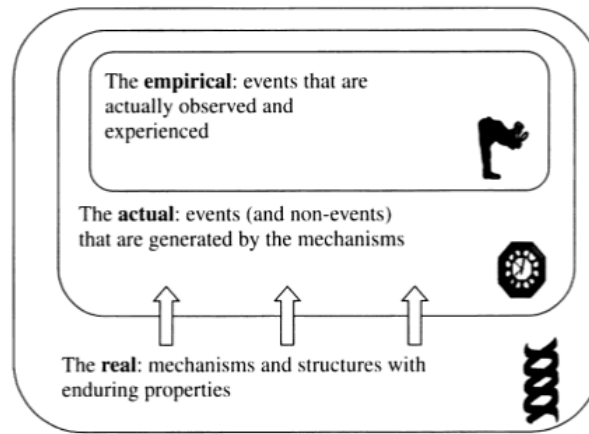 The empirical: events that are
actually observed and
experienced
The actual: events (and non-events)
that are generated by the mechanisms
The real: mechanisms and structures with
enduring properties